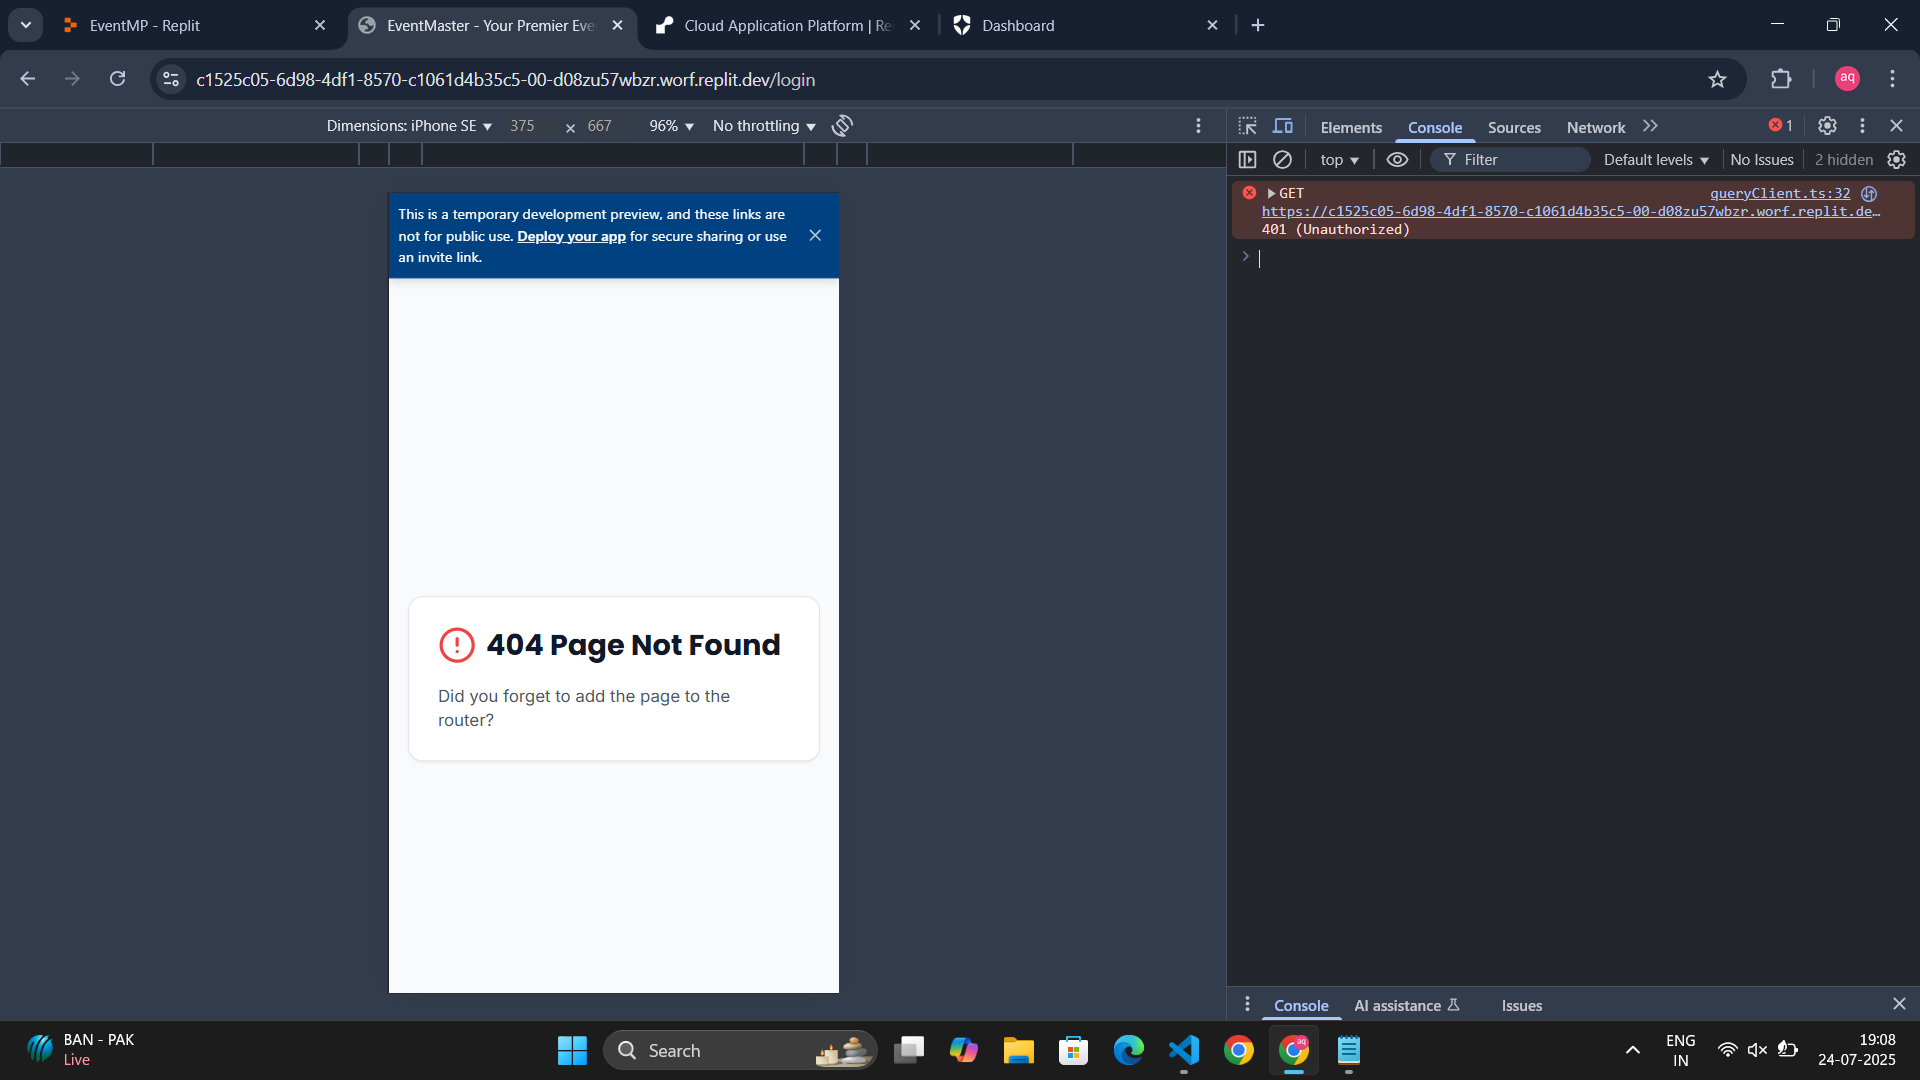 EventMP - Replit
EventMaster - Your Premier Eve
Cloud Application Platform | Re
Dashboard
c1525c05-6d98-4df1-8570-c1061d4b35c5-00-d08zu57wbzr.worf.replit.dev/login
aq
Dimensions: iPhone SE
375
×
667
96%
No throttling
Elements
Console
Sources
Network
1
top
Filter
Default levels
No Issues
2 hidden
GET
queryClient.ts:32
https://c1525c05-6d98-4df1-8570-c1061d4b35c5-00-d08zu57wbzr.worf.replit.de…
401 (Unauthorized)
This is a temporary development preview, and these links are
not for public use. Deploy your app for secure sharing or use
an invite link.
404 Page Not Found
Did you forget to add the page to the
router?
Console
AI assistance
Issues
BAN - PAK
Live
Search
aq
ENG
IN
19:08
24-07-2025